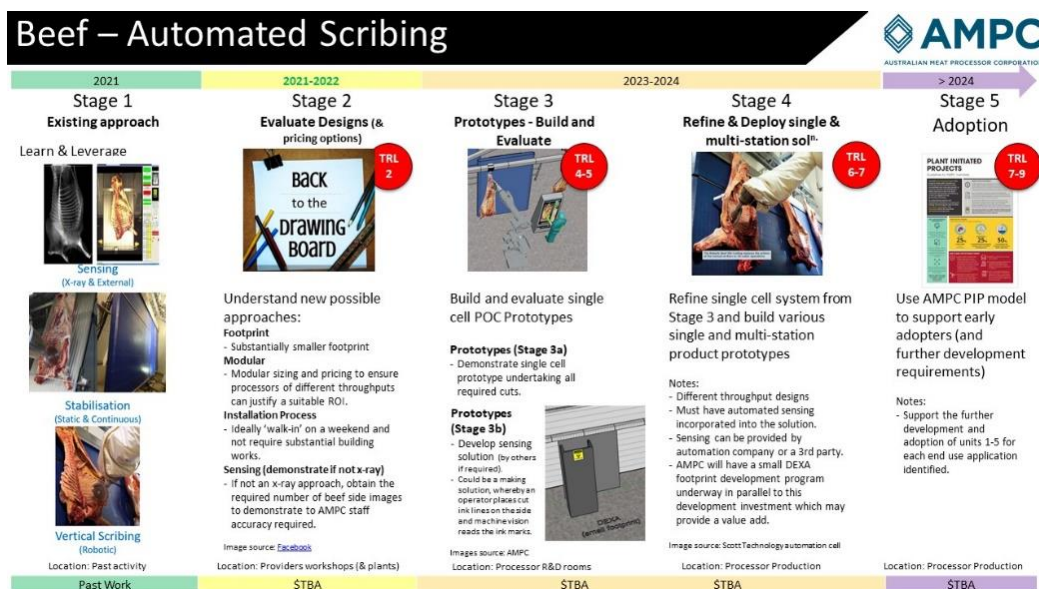 Beef – Automated Scribing
AMPC
AUSTRALIAN MEAT PROCESSOR CORPORATION
2021
2021-2022
2023-2024
> 2024
Stage 1
Existing approach
Learn & Leverage
Sensing
(X-ray & External)
Stabilisation
(Static & Continuous)
Vertical Scribing
(Robotic)
Location: Past activity
Past Work
Stage 2
Evaluate Designs (&
pricing options)
TRL
2
BACK
to the
DRAWING
BOARD
Understand new possible
approaches:
Footprint
- Substantially smaller footprint
Modular
- Modular sizing and pricing to ensure
processors of different throughputs
can justify a suitable ROI.
Installation Process
- Ideally ‘walk-in’ on a weekend and
not require substantial building
works.
Sensing (demonstrate if not x-ray)
- If not an x-ray approach, obtain the
required number of beef side images
to demonstrate to AMPC staff
accuracy required.
Image source: Facebook
Location: Providers workshops (& plants)
$TBA
Stage 3
Prototypes - Build and
Evaluate
TRL
4-5
Build and evaluate single
cell POC Prototypes
Prototypes (Stage 3a)
- Demonstrate single cell
prototype undertaking all
required cuts.
Prototypes
(Stage 3b)
- Develop sensing
solution (by others
if required).
- Could be a making
solution, whereby an
operator places cut
ink lines on the side
and machine vision
reads the ink marks.
DEXA
(small footprint)
Images source: AMPC
Location: Processor R&D rooms
$TBA
Stage 4
Refine & Deploy single &
multi-station solⁿ.
TRL
6-7
Refine single cell system from
Stage 3 and build various
single and multi-station
product prototypes
Notes:
- Different throughput designs
- Must have automated sensing
incorporated into the solution.
- Sensing can be provided by
automation company or a 3rd party.
- AMPC will have a small DEXA
footprint development program
underway in parallel to this
development investment which may
provide a value add.
Image source: Scott Technology automation cell
Location: Processor Production
$TBA
Stage 5
Adoption
PLANT INITIATED
PROJECTS
TRL
7-9
25%
25%
50%
Use AMPC PIP model
to support early
adopters (and
further development
requirements)
Notes:
- Support the further
development and
adoption of units 1-5 for
each end use application
identified.
Location: Processor Production
$TBA